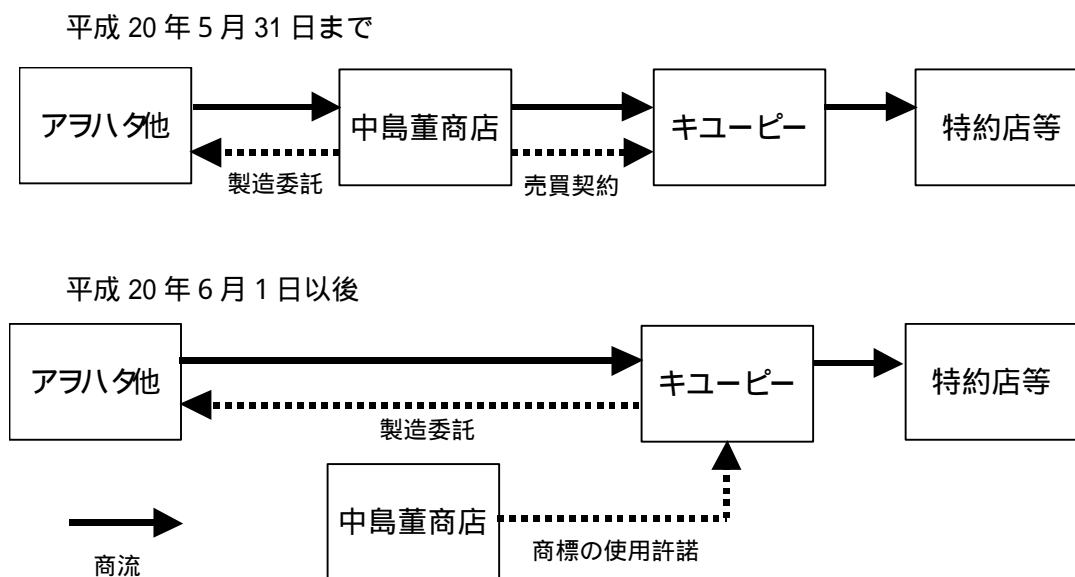 平成 20 年 5 月 31 日まで
アヲハタ他
中島董商店
キユーピー
特約店等
製造委託
売買契約
平成 20 年 6 月 1 日以後
アヲハタ他
キユーピー
特約店等
製造委託
中島董商店
商標の使用許諾
商流